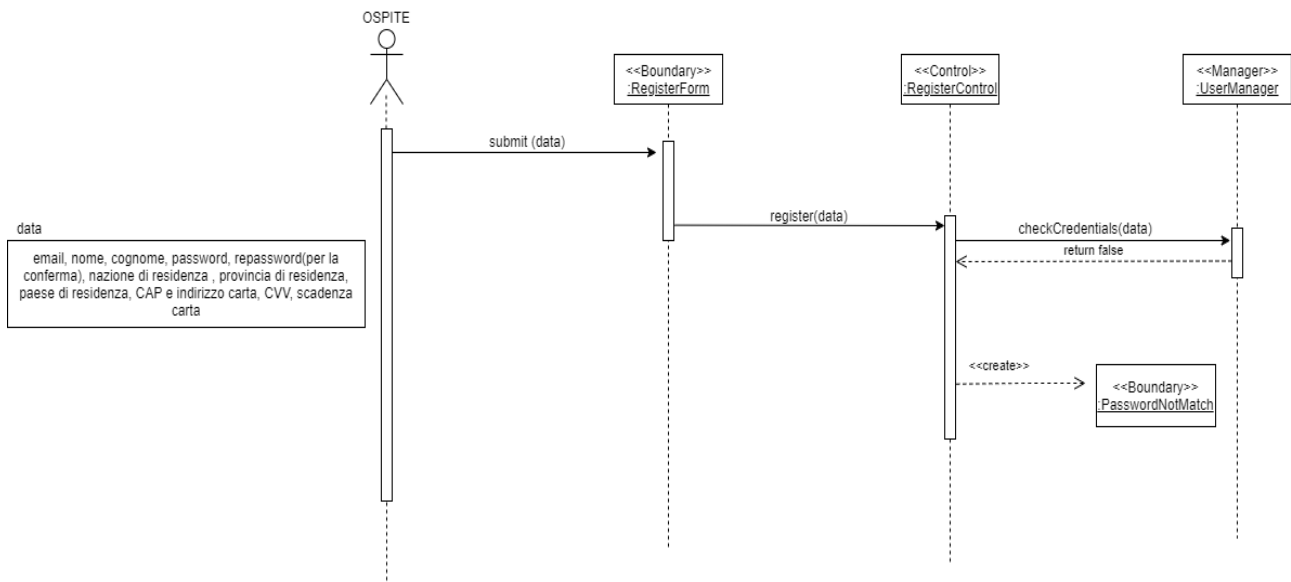 OSPITE
<<Boundary>>
:RegisterForm
<<Control>>
:RegisterControl
<<Manager>>
:UserManager
submit (data)
register(data)
checkCredentials(data)
return false
data
email, nome, cognome, password, repassword(per la
conferma), nazione di residenza , provincia di residenza,
paese di residenza, CAP e indirizzo carta, CVV, scadenza
carta
<<create>>
<<Boundary>>
:PasswordNotMatch